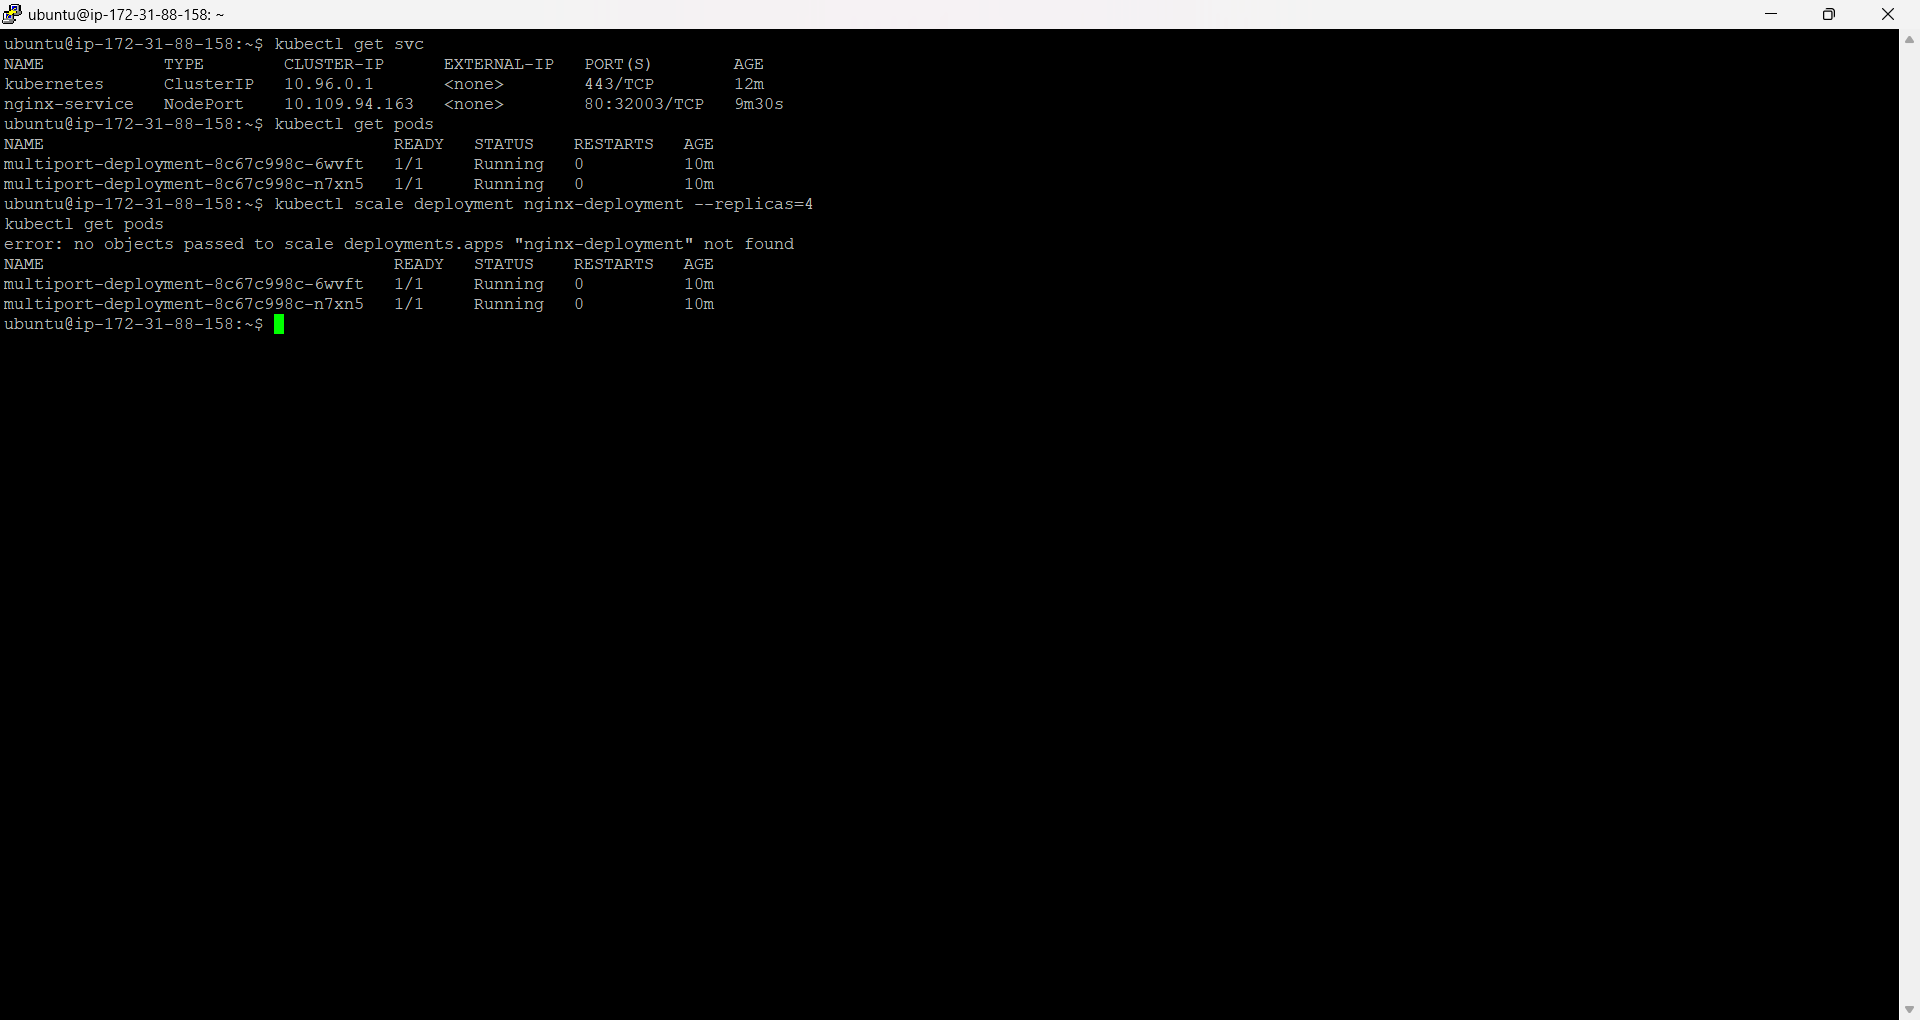 ubuntu@ip-172-31-88-158: ~
ubuntu@ip-172-31-88-158:~$ kubectl get svc
NAME            TYPE        CLUSTER-IP      EXTERNAL-IP   PORT(S)        AGE
kubernetes      ClusterIP   10.96.0.1       <none>        443/TCP        12m
nginx-service   NodePort    10.109.94.163   <none>        80:32003/TCP   9m30s
ubuntu@ip-172-31-88-158:~$ kubectl get pods
NAME                                   READY   STATUS    RESTARTS   AGE
multiport-deployment-8c67c998c-6wvft   1/1     Running   0          10m
multiport-deployment-8c67c998c-n7xn5   1/1     Running   0          10m
ubuntu@ip-172-31-88-158:~$ kubectl scale deployment nginx-deployment --replicas=4
kubectl get pods
error: no objects passed to scale deployments.apps "nginx-deployment" not found
NAME                                   READY   STATUS    RESTARTS   AGE
multiport-deployment-8c67c998c-6wvft   1/1     Running   0          10m
multiport-deployment-8c67c998c-n7xn5   1/1     Running   0          10m
ubuntu@ip-172-31-88-158:~$